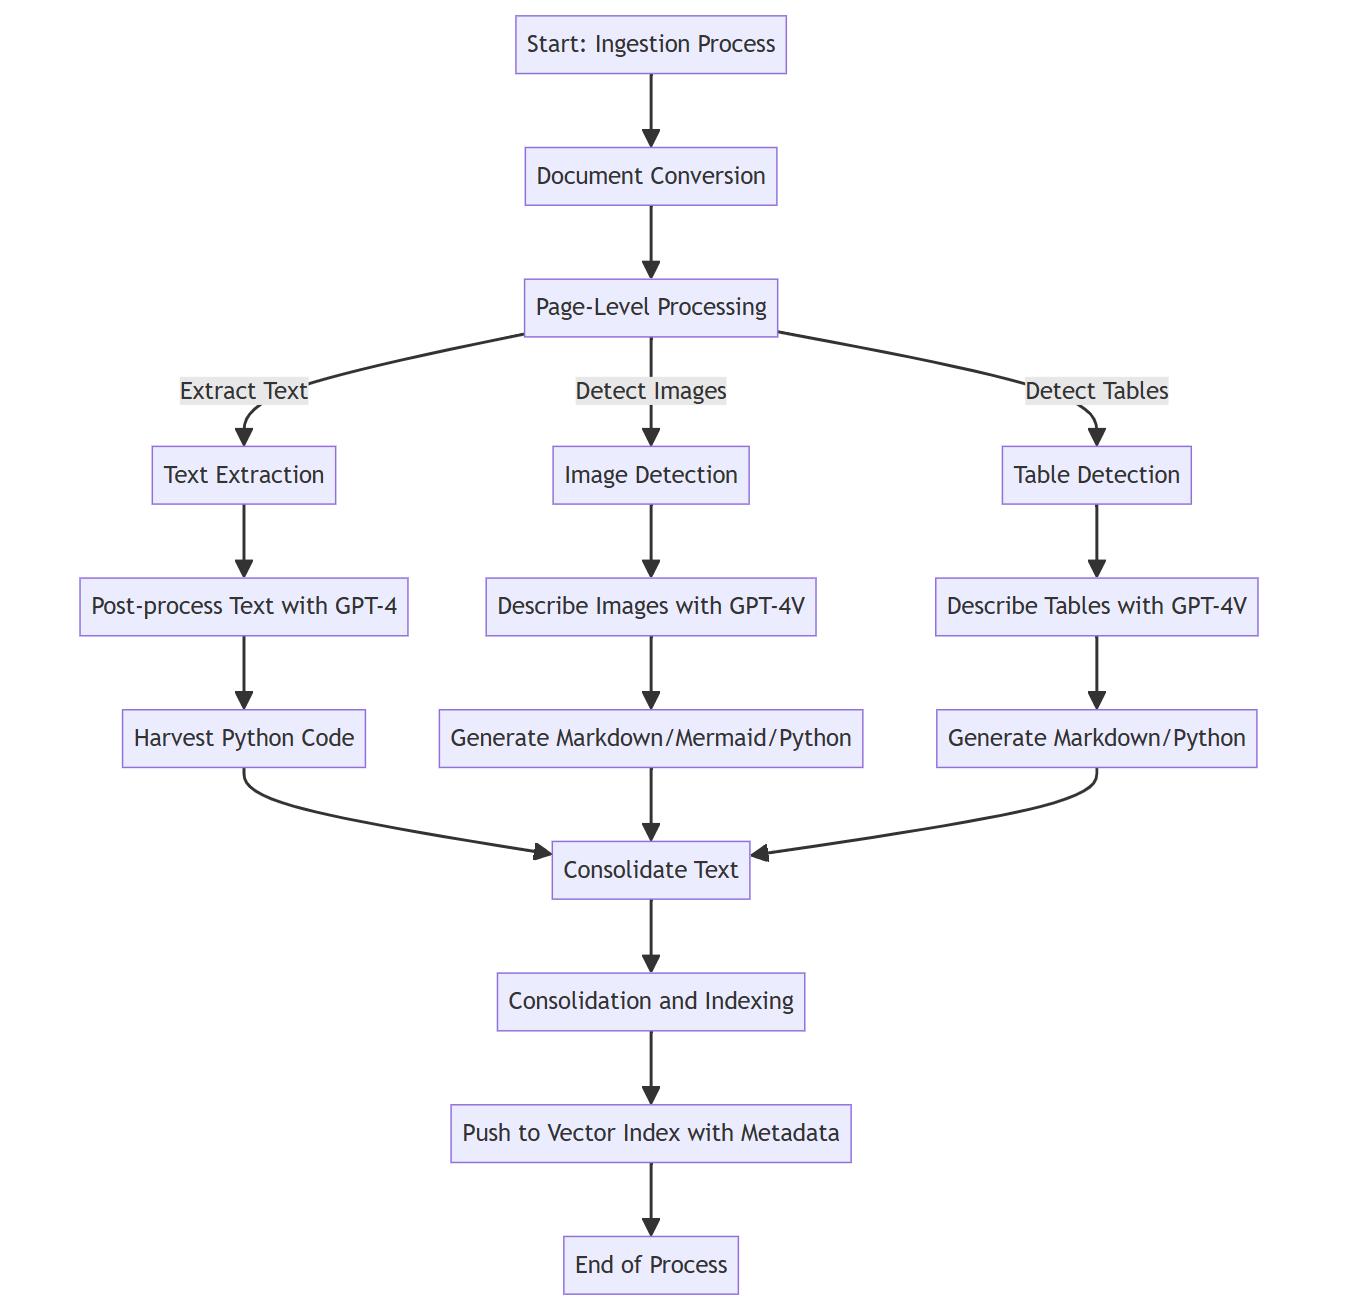 Start: Ingestion Process
Document Conversion
Page-Level Processing
Extract Text
Detect Images
Detect Tables
Text Extraction
Image Detection
Table Detection
Post-process Text with GPT-4
Describe Images with GPT-4V
Describe Tables with GPT-4V
Harvest Python Code
Generate Markdown/Mermaid/Python
Generate Markdown/Python
Consolidate Text
Consolidation and Indexing
Push to Vector Index with Metadata
End of Process